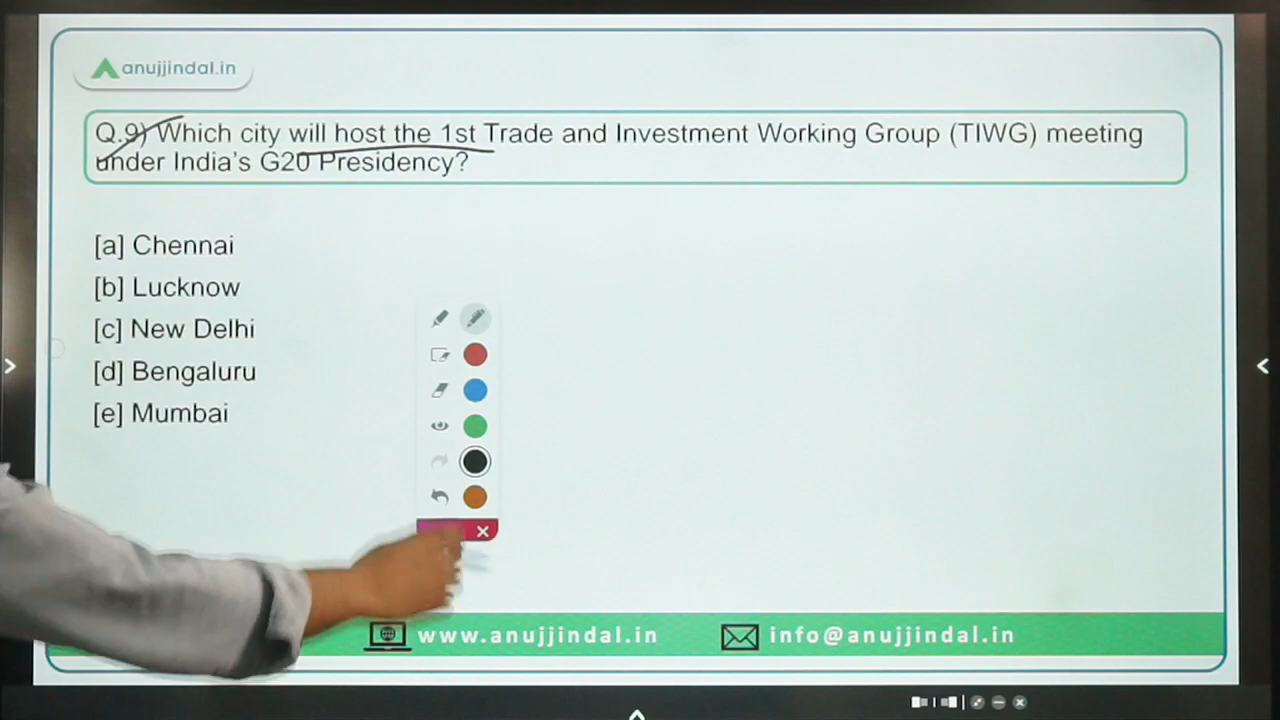 anujjindal.in
Q.9) Which city will host the 1st Trade and Investment Working Group (TIWG) meeting
under India's G20 Presidency?
[a] Chennai
[b] Lucknow
[c] New Delhi
[d] Bengaluru
[e] Mumbai
www.anujjindal.in info@anujjindal.in